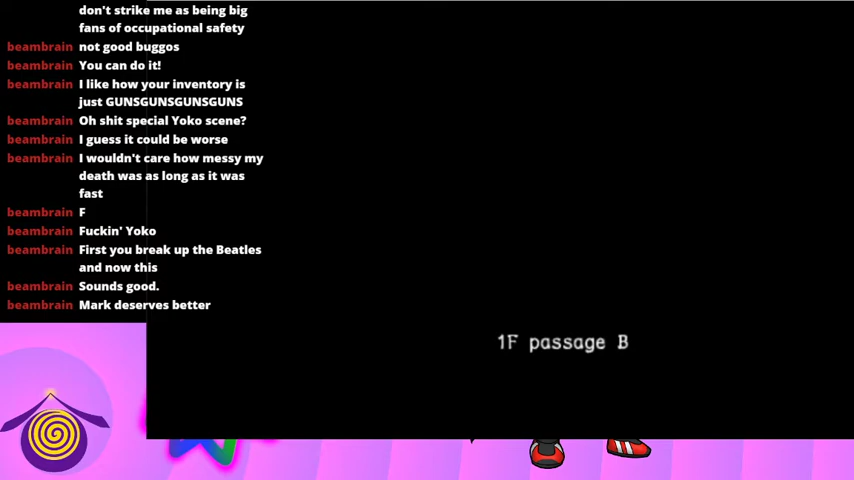 don't strike me as being big
fans of occupational safety
beambrain not good buggos
beambrain You can do it!
beambrain I like how your inventory is
just GUNSGUNSGUNSGUNS
beambrain Oh shit special Yoko scene?
beambrain I guess it could be worse
beambrain I wouldn't care how messy my
death was as long as it was
fast
beambrain F
beambrain Fuckin' Yoko
beambrain First you break up the Beatles
and now this
beambrain Sounds good.
beambrain Mark deserves better
1F passage B